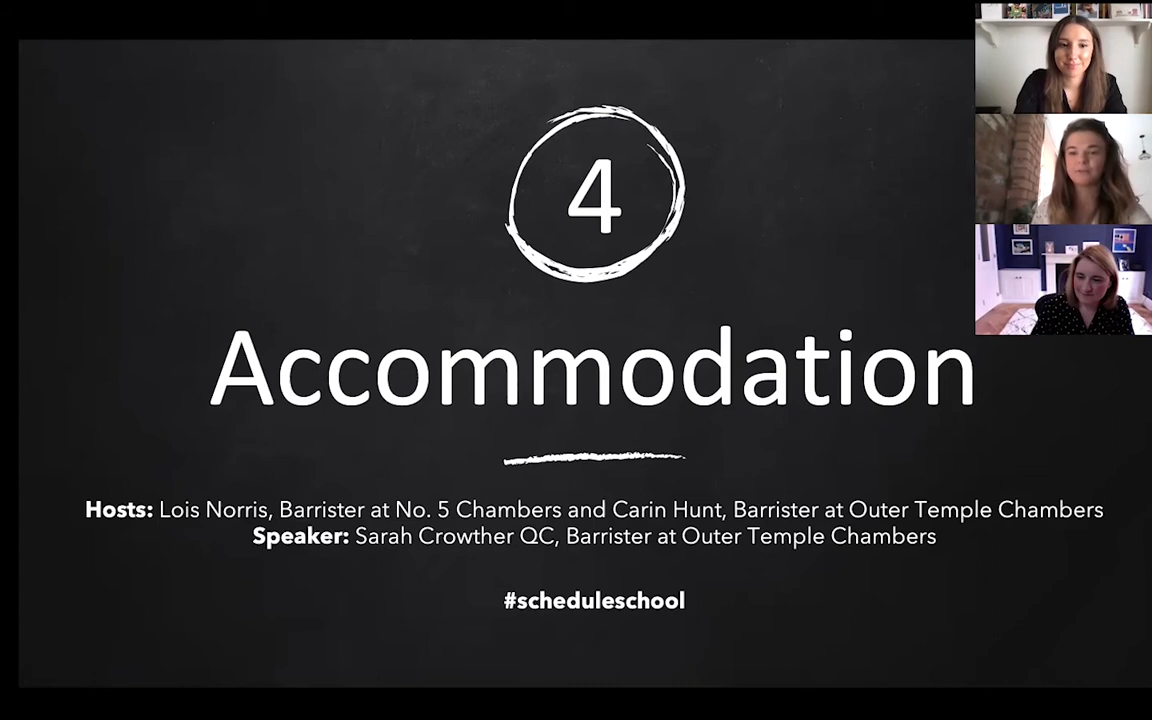 4
Accommodation
Hosts: Lois Norris, Barrister at No. 5 Chambers and Carin Hunt, Barrister at Outer Temple Chambers
Speaker: Sarah Crowther QC, Barrister at Outer Temple Chambers
#scheduleschool